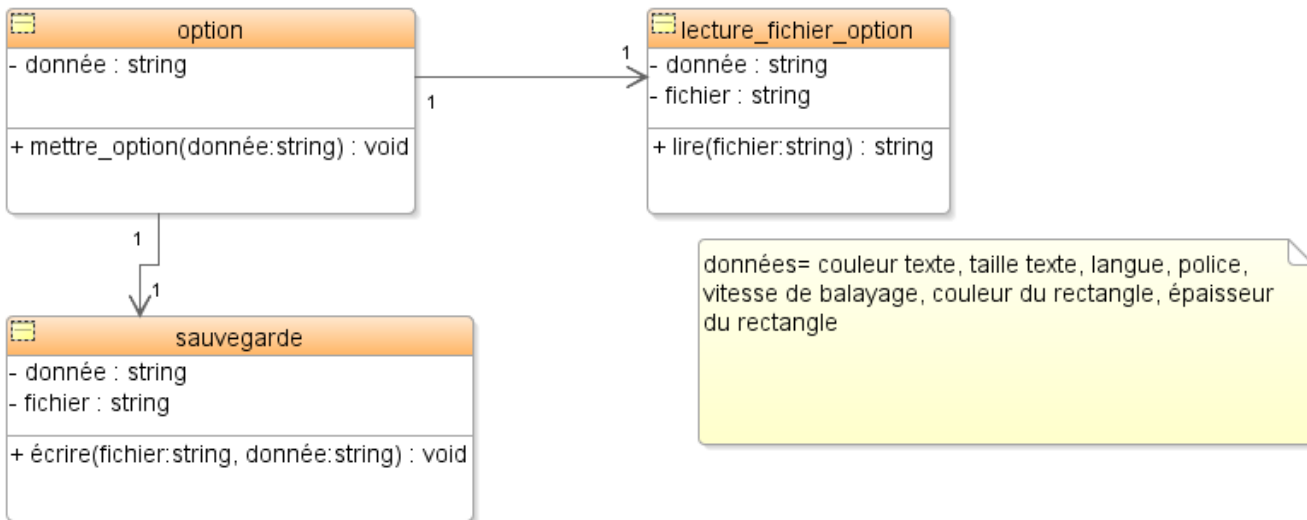 option
- donnée : string
+ mettre_option(donnée:string) : void
1
1
lecture_fichier_option
- donnée : string
- fichier : string
+ lire(fichier:string) : string
1
1
sauvegarde
- donnée : string
- fichier : string
+ écrire(fichier:string, donnée:string) : void
données= couleur texte, taille texte, langue, police,
vitesse de balayage, couleur du rectangle, épaisseur
du rectangle